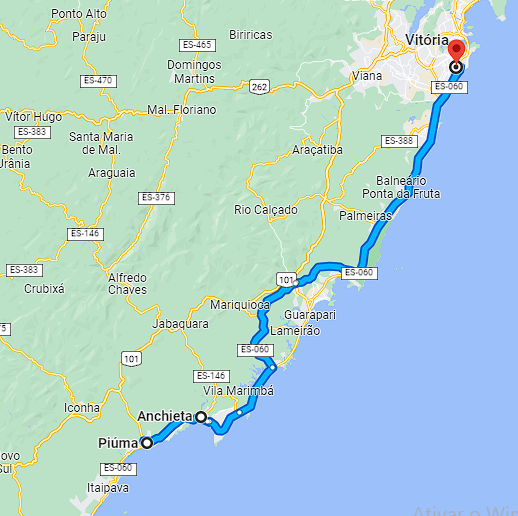 Ponto Alto
Paraju
Biriricas
ES-465
Vitória
ES-470
Domingos
Martins
Viana
262
ES-060
Vítor Hugo
ES-383
Mal. Floriano
Santa Maria
de Mal.
Bento
Urânia
Araguaia
Araçatiba
ES-388
ES-376
Balneário
Ponta da Fruta
Rio Calçado
Palmeiras
ES-146
ES-383
Crubixá
Alfredo
Chaves
101
ES-060
Mariquioca
Guarapari
Jabaquara
Lameirão
75
101
ES-060
ES-146
Vila Marimbá
Iconha
Anchieta
Piúma
ovo
Sul
ES-060
Itaipava
Ativar o Win